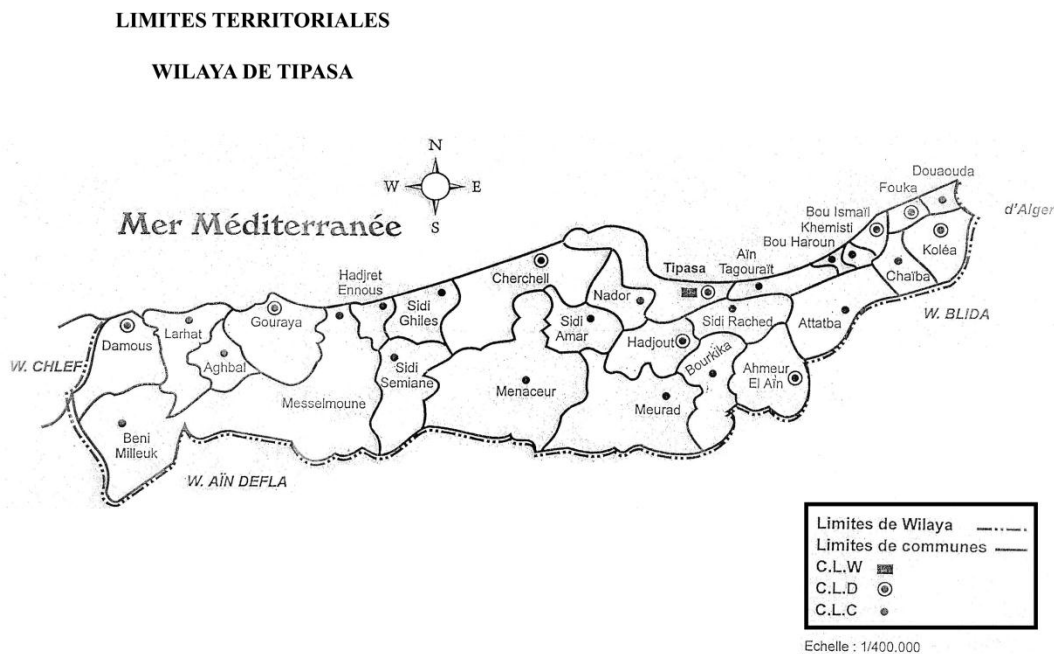 LIMITES TERRITORIALES
WILAYA DE TIPASA
N
W
E
S
Mer Méditerranée
Douaouda
Fouka
d'Alger
Bou Ismaïl
Khemisti
Bou Haroun
Koléa
Chaïba
Aïn
Tagouraït
Tipasa
Cherchell
Hadjret
Ennous
Sidi
Ghiles
Nador
Gouraya
Larhat
Damous
Sidi
Amar
Hadjout
Sidi Rached
Attatba
W. BLIDA
W. CHLEF
Aghbal
Sidi
Semiane
Bourkika
Ahmeur
El Aïn
Messelmoune
Menaceur
Meurad
Beni
Milleuk
W. AÏN DEFLA
Limites de Wilaya
Limites de communes
C.L.W
C.L.D
C.L.C
Echelle : 1/400.000